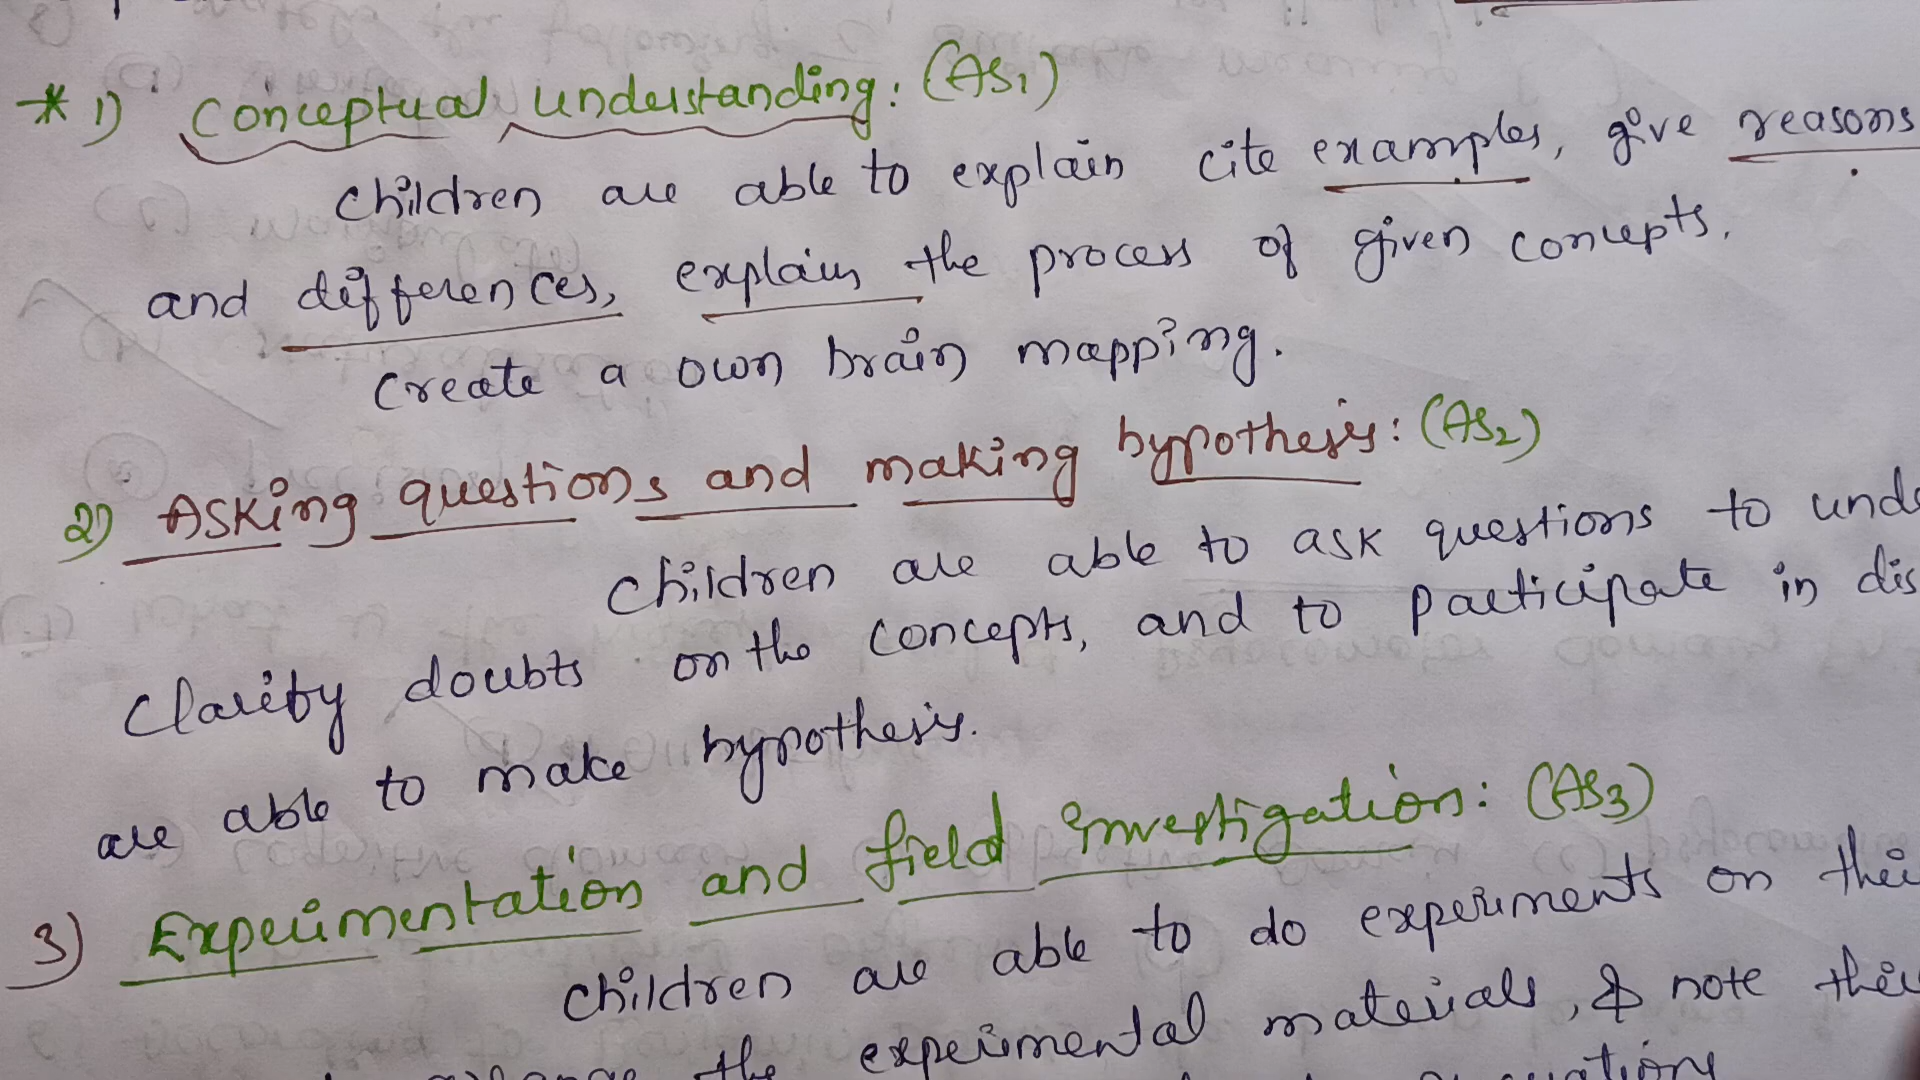 * 1) Conceptual understanding: (AS1)
Children are able to explain cite examples, give reasons
and differences, explain the process of given concepts.
Create a own brain mapping.
2) Asking questions and making hypothesis: (AS2)
Children are able to ask questions to unde
Clarity doubts on the concepts, and to participate in dis
are able to make hypothesis.
3) Experimentation and field investigation: (AS3)
Children are able to do experiments on thei
the experimental materials, & note thei